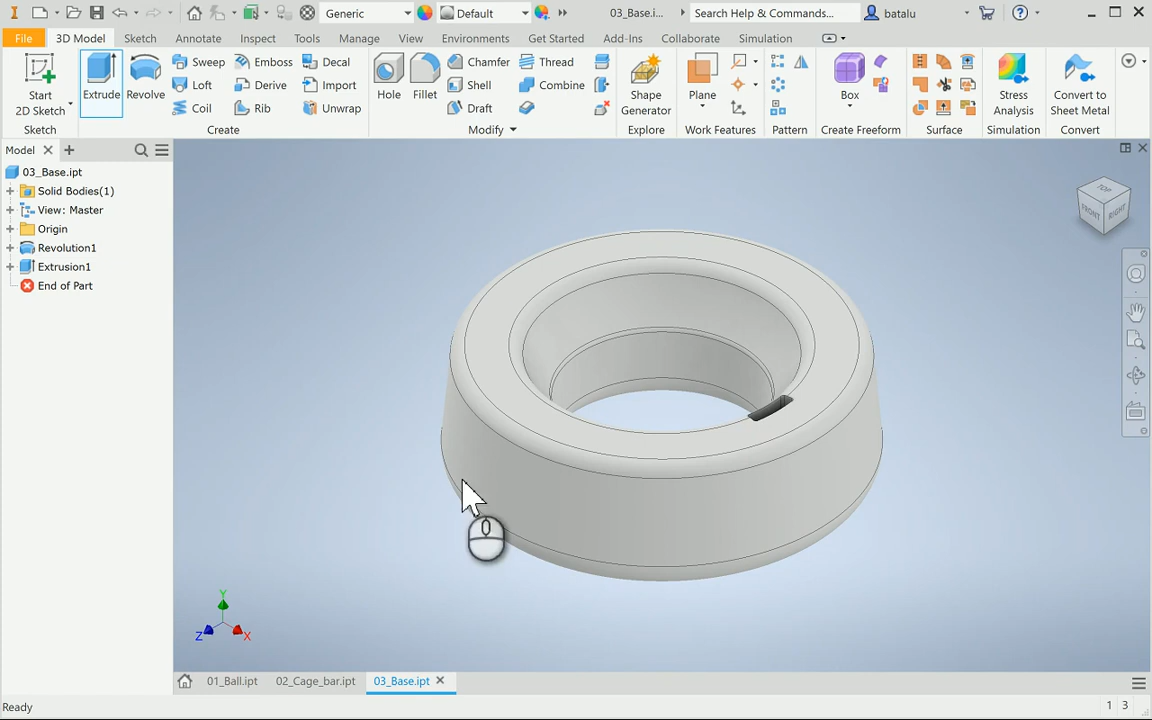 Generic
Default
03_Base.i...
Search Help & Commands...
batalu
File
3D Model
Sketch
Annotate
Inspect
Tools
Manage
View
Environments
Get Started
Add-Ins
Collaborate
Simulation
Start
2D Sketch
Extrude
Revolve
Sweep
Loft
Coil
Emboss
Derive
Rib
Decal
Import
Unwrap
Hole
Fillet
Chamfer
Shell
Draft
Thread
Combine
Shape
Generator
Plane
Box
Stress
Analysis
Convert to
Sheet Metal
Sketch
Create
Modify
Explore
Work Features
Pattern
Create Freeform
Surface
Simulation
Convert
Model
03_Base.ipt
Solid Bodies(1)
View: Master
Origin
Revolution1
Extrusion1
End of Part
TOP
FRONT
RIGHT
Y
Z
X
01_Ball.ipt
02_Cage_bar.ipt
03_Base.ipt
Ready
1 3